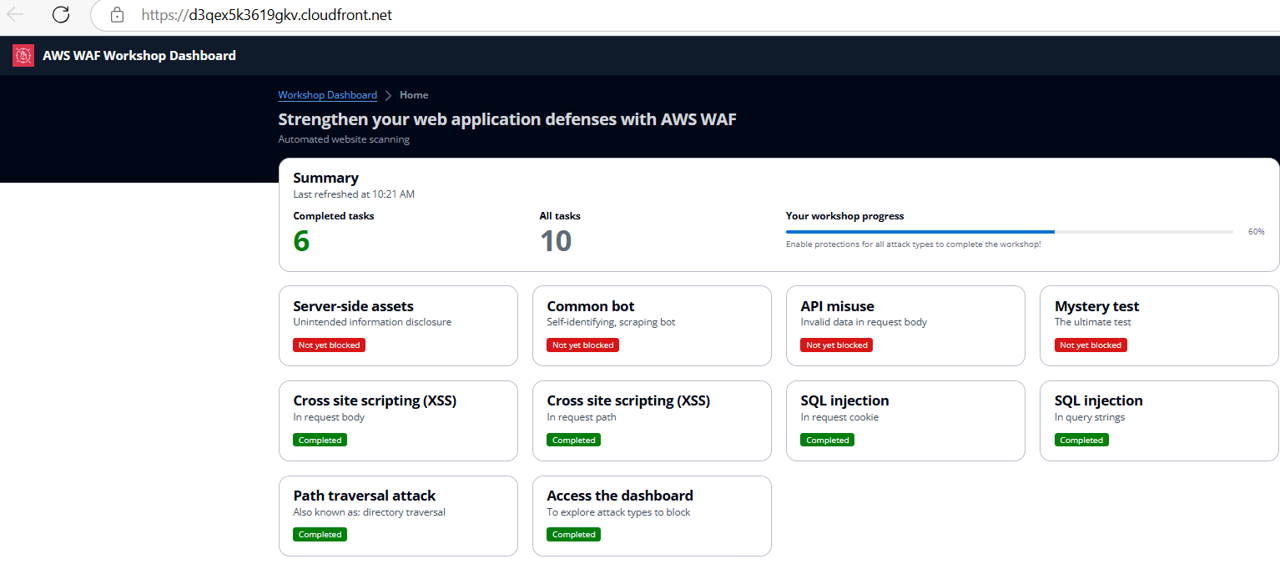 https://d3qex5k3619gkv.cloudfront.net
AWS WAF Workshop Dashboard
Workshop Dashboard > Home
Strengthen your web application defenses with AWS WAF
Automated website scanning
Summary
Last refreshed at 10:21 AM
Completed tasks All tasks Your workshop progress
6 10 60%
Enable protections for all attack types to complete the workshop!
Server-side assets Common bot API misuse Mystery test
Unintended information disclosure Self-identifying, scraping bot Invalid data in request body The ultimate test
Not yet blocked Not yet blocked Not yet blocked Not yet blocked
Cross site scripting (XSS) Cross site scripting (XSS) SQL injection SQL injection
In request body In request path In request cookie In query strings
Completed Completed Completed Completed
Path traversal attack Access the dashboard
Also known as: directory traversal To explore attack types to block
Completed Completed